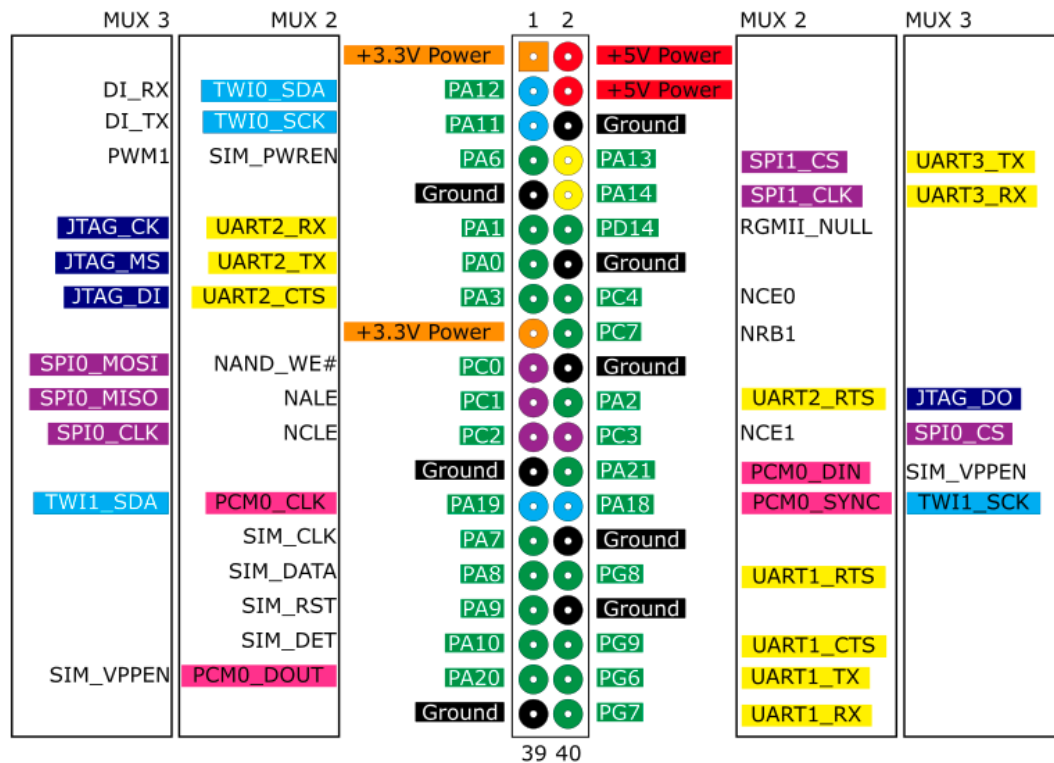 MUX 3 MUX 2 1 2 MUX 2 MUX 3
+3.3V Power +5V Power
DI_RX TWI0_SDA PA12 +5V Power
DI_TX TWI0_SCK PA11 Ground
PWM1 SIM_PWREN PA6 PA13 SPI1_CS UART3_TX
Ground PA14 SPI1_CLK UART3_RX
JTAG_CK UART2_RX PA1 PD14 RGMII_NULL
JTAG_MS UART2_TX PA0 Ground
JTAG_DI UART2_CTS PA3 PC4 NCE0
+3.3V Power PC7 NRB1
SPI0_MOSI NAND_WE# PC0 Ground
SPI0_MISO NALE PC1 PA2 UART2_RTS JTAG_DO
SPI0_CLK NCLE PC2 PC3 NCE1 SPI0_CS
Ground PA21 PCM0_DIN SIM_VPPEN
TWI1_SDA PCM0_CLK PA19 PA18 PCM0_SYNC TWI1_SCK
SIM_CLK PA7 Ground
SIM_DATA PA8 PG8 UART1_RTS
SIM_RST PA9 Ground
SIM_DET PA10 PG9 UART1_CTS
SIM_VPPEN PCM0_DOUT PA20 PG6 UART1_TX
Ground PG7 UART1_RX
39 40